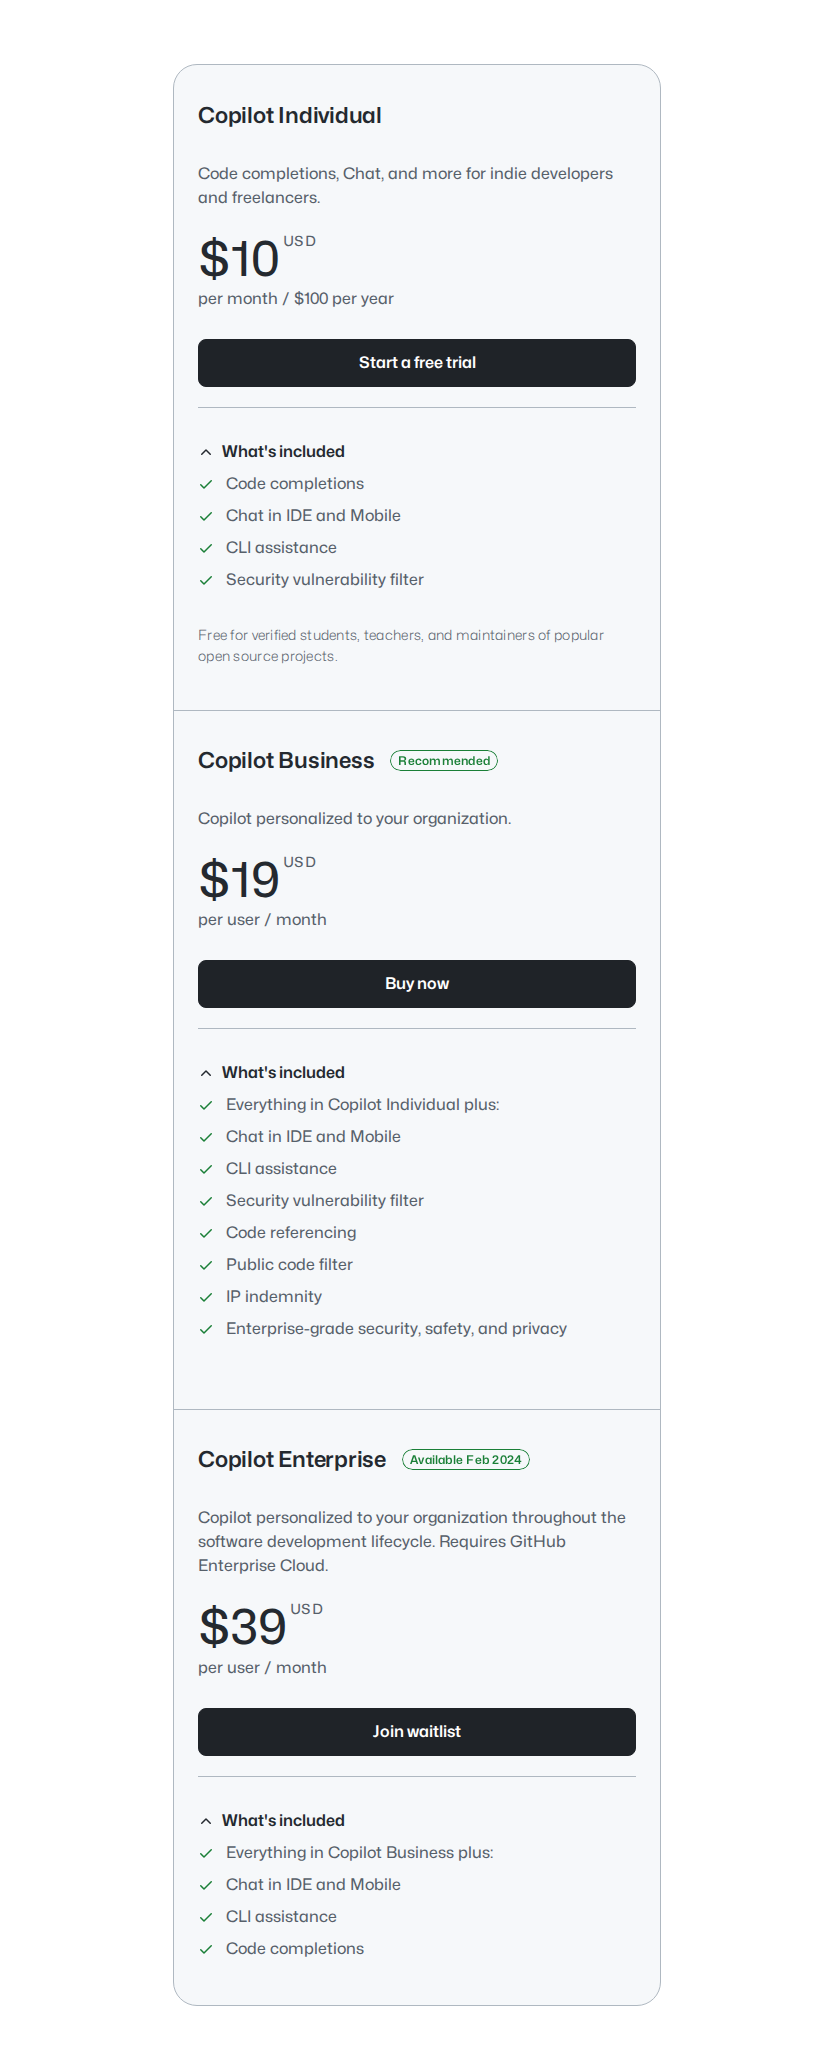 Copilot Individual
Code completions, Chat, and more for indie developers
and freelancers.
$10 USD
per month / $100 per year
Start a free trial
What's included
Code completions
Chat in IDE and Mobile
CLI assistance
Security vulnerability filter
Free for verified students, teachers, and maintainers of popular
open source projects.
Copilot Business Recommended
Copilot personalized to your organization.
$19 USD
per user / month
Buy now
What's included
Everything in Copilot Individual plus:
Chat in IDE and Mobile
CLI assistance
Security vulnerability filter
Code referencing
Public code filter
IP indemnity
Enterprise-grade security, safety, and privacy
Copilot Enterprise Available Feb 2024
Copilot personalized to your organization throughout the
software development lifecycle. Requires GitHub
Enterprise Cloud.
$39 USD
per user / month
Join waitlist
What's included
Everything in Copilot Business plus:
Chat in IDE and Mobile
CLI assistance
Code completions